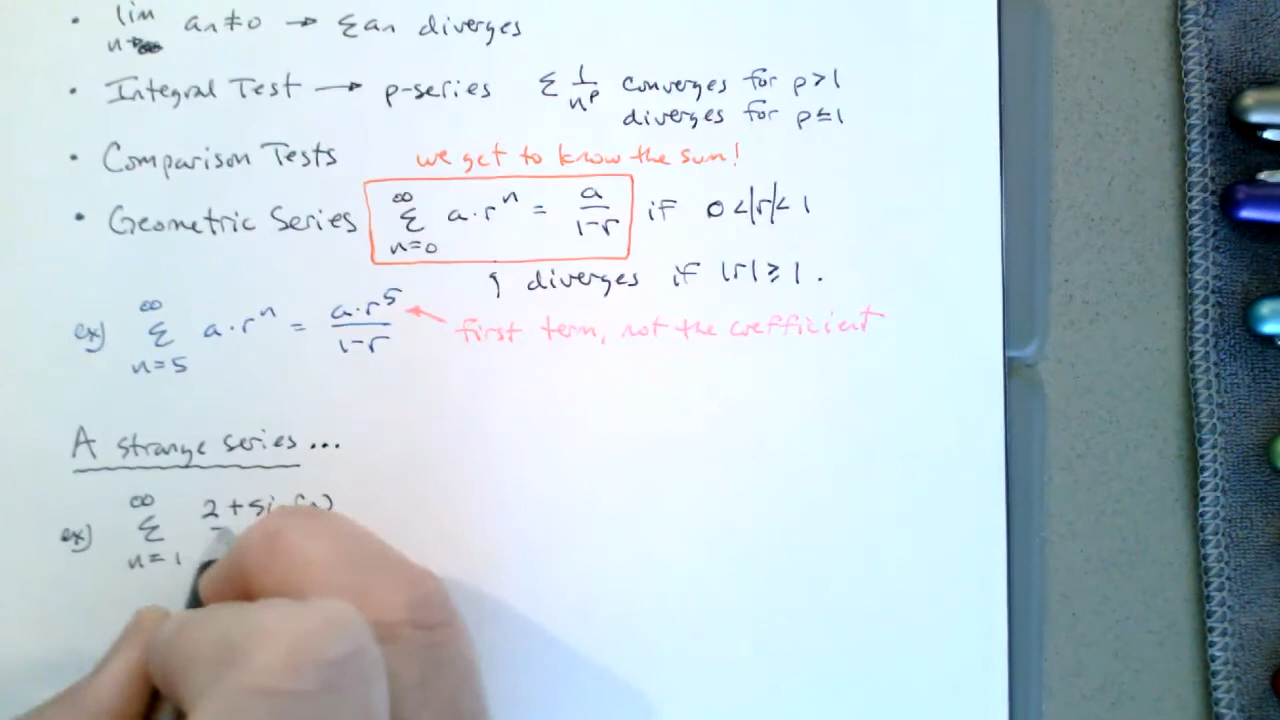 • lim n→∞ an ≠ 0 → Σan diverges
• Integral Test → p-series Σ 1/n^p converges for p > 1
diverges for p ≤ 1
• Comparison Tests we get to know the sum!
• Geometric Series ∞ Σ n=0 a·r^n = a/1-r if 0<|r|<1
↑ diverges if |r| ≥ 1.
ex) ∞ Σ n=5 a·r^n = a·r^5/1-r ← first term, not the coefficient
A strange series...
ex) ∞ Σ n=1 2+sin(